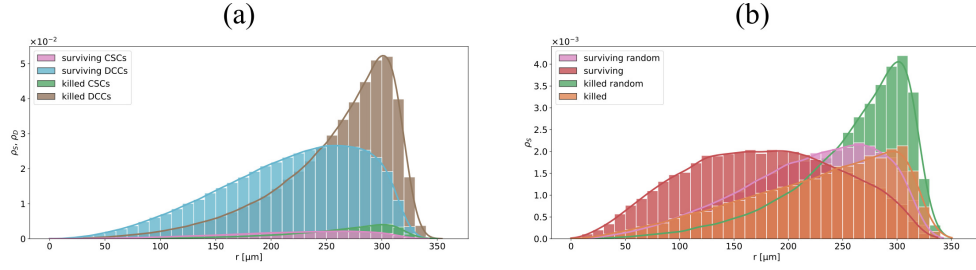 (a)
(b)
×10⁻²
surviving CSCs
surviving DCCs
killed CSCs
killed DCCs
5
4
3
2
1
0
ρS, ρD
0 50 100 150 200 250 300 350
r [μm]
×10⁻³
surviving random
surviving
killed random
killed
4.0
3.5
3.0
2.5
2.0
1.5
1.0
0.5
0.0
ρS
0 50 100 150 200 250 300 350
r [μm]